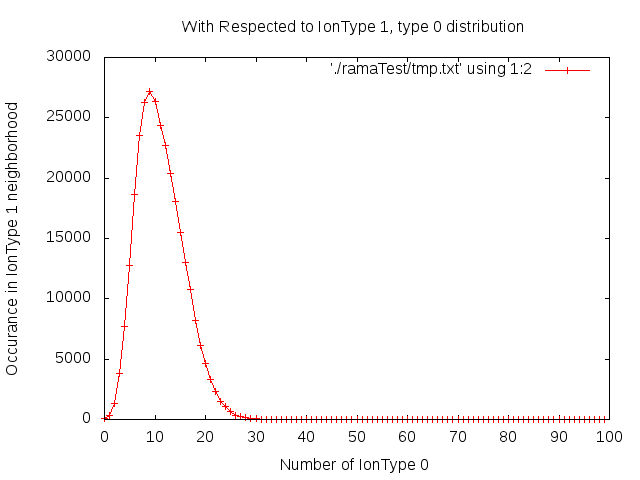 With Respected to IonType 1, type 0 distribution
'./ramaTest/tmp.txt' using 1:2
30000
25000
20000
15000
10000
5000
0
Occurance in IonType 1 neighborhood
0 10 20 30 40 50 60 70 80 90 100
Number of IonType 0